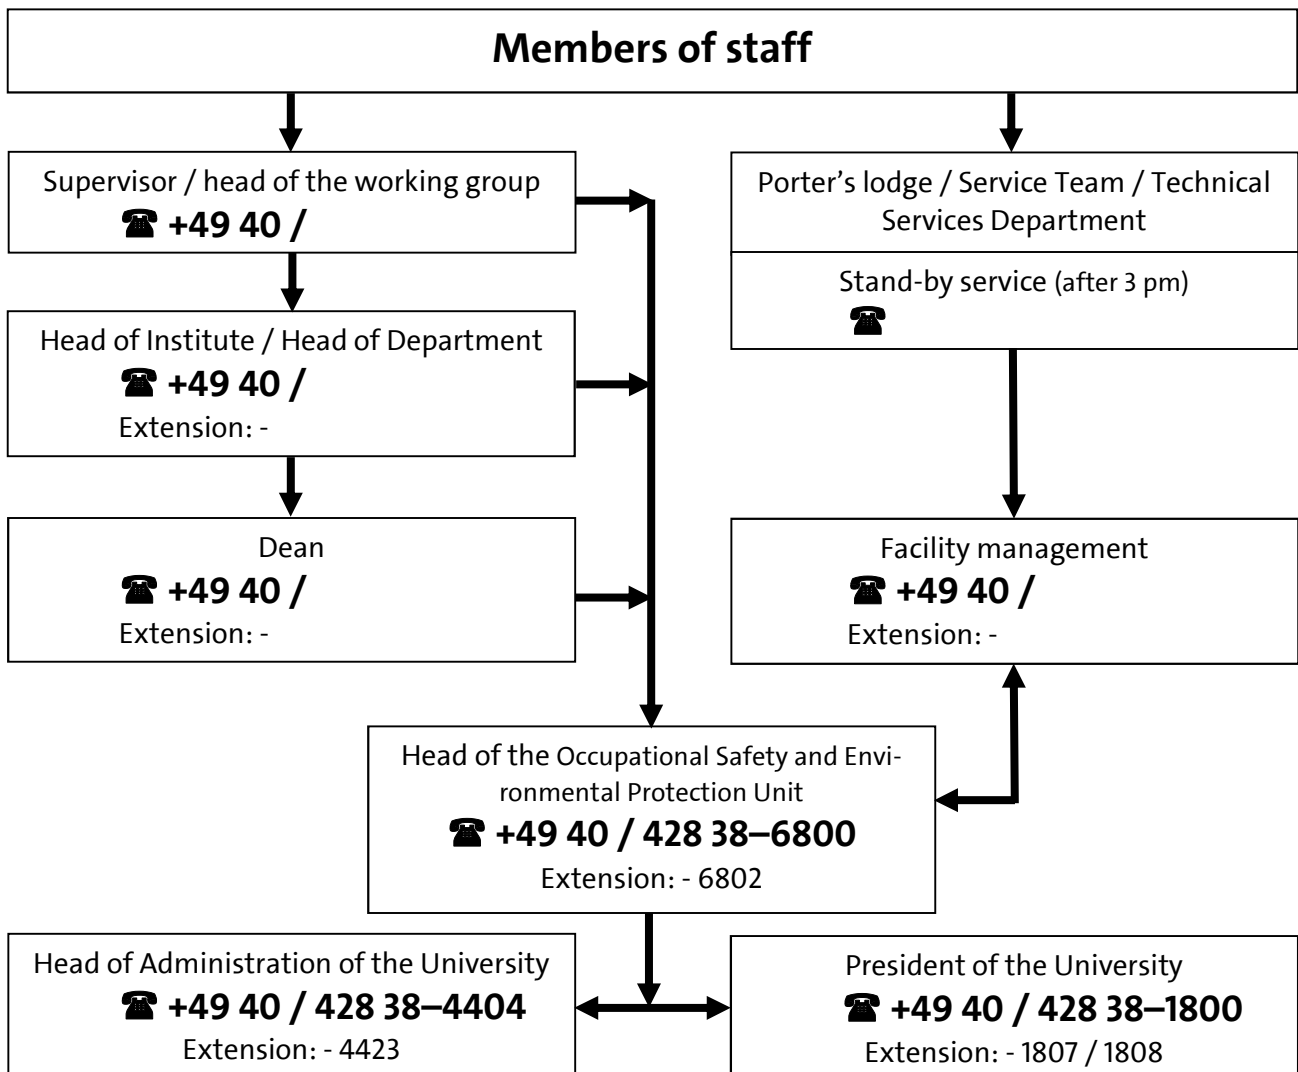 Members of staff
Supervisor / head of the working group
☎ +49 40 /
Porter’s lodge / Service Team / Technical
Services Department
Stand-by service (after 3 pm)
☎
Head of Institute / Head of Department
☎ +49 40 /
Extension: -
Dean
☎ +49 40 /
Extension: -
Facility management
☎ +49 40 /
Extension: -
Head of the Occupational Safety and Envi-
ronmental Protection Unit
☎ +49 40 / 428 38–6800
Extension: - 6802
Head of Administration of the University
☎ +49 40 / 428 38–4404
Extension: - 4423
President of the University
☎ +49 40 / 428 38–1800
Extension: - 1807 / 1808